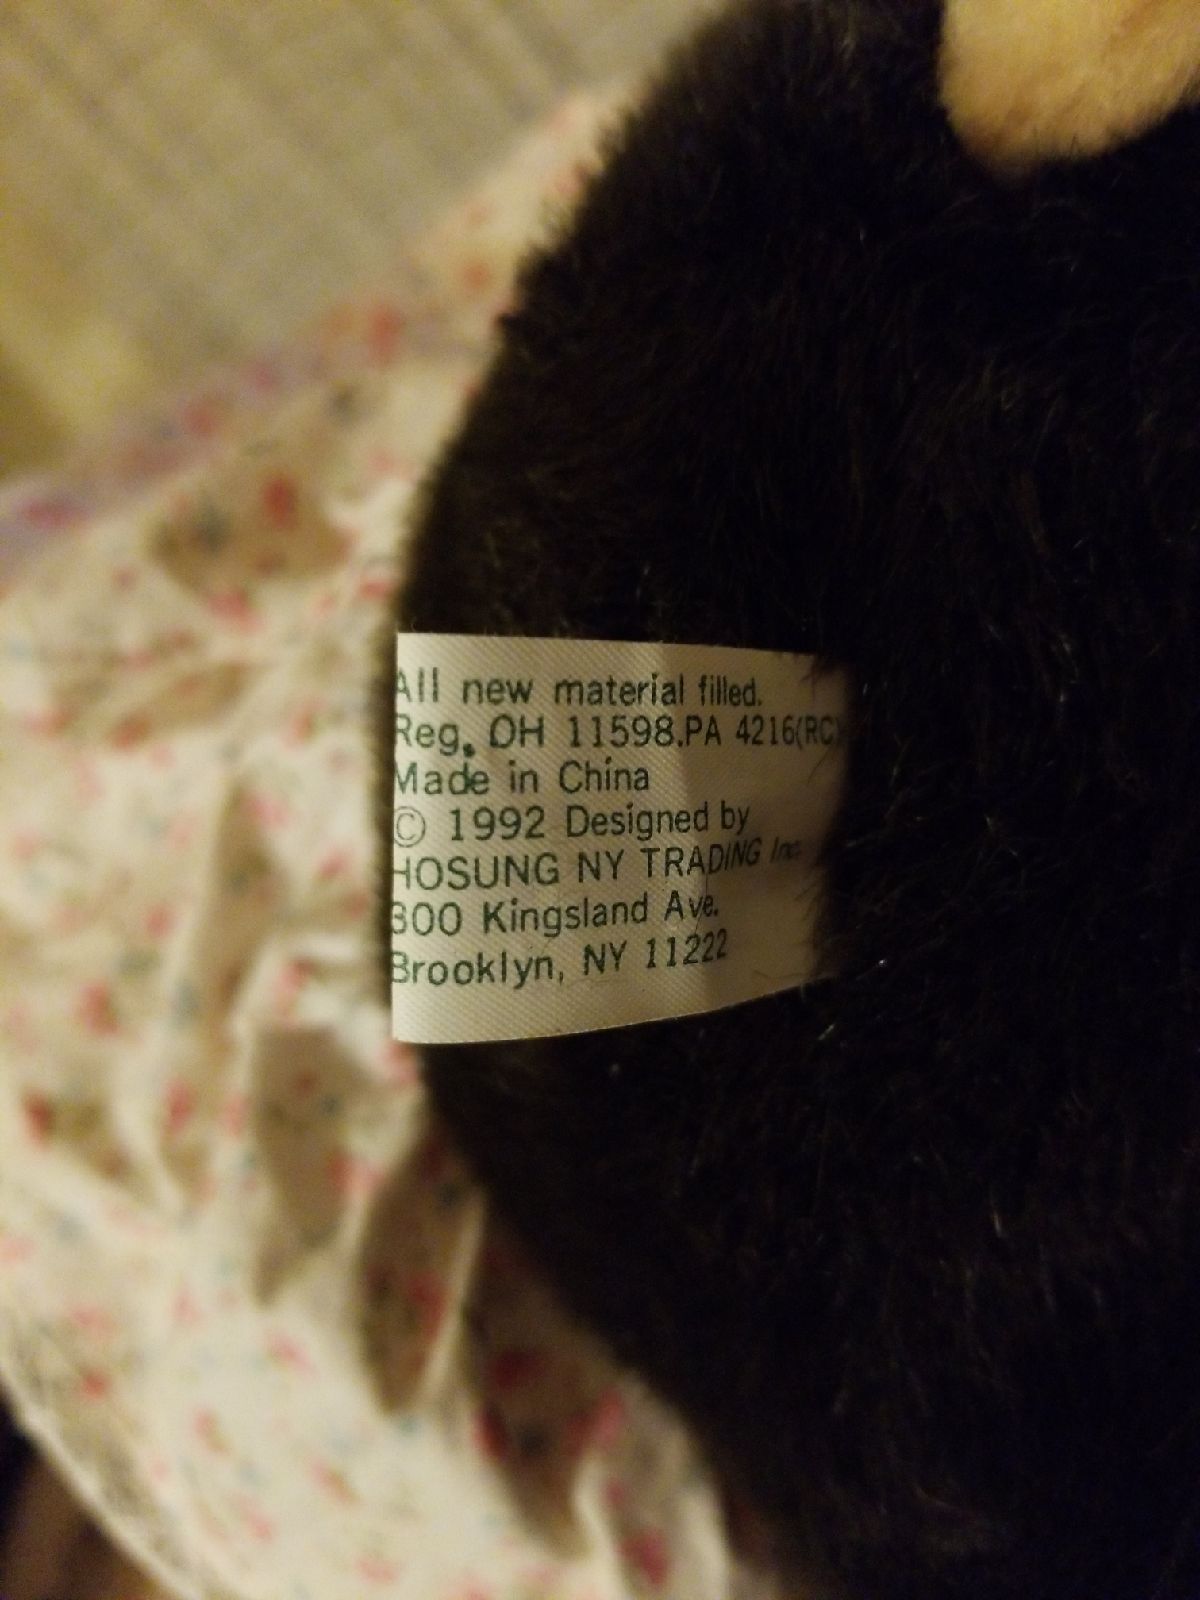 All new material filled.
Reg. OH 11598.PA 4216(RC)
Made in China
© 1992 Designed by
HOSUNG NY TRADING Inc.
300 Kingsland Ave.
Brooklyn, NY 11222